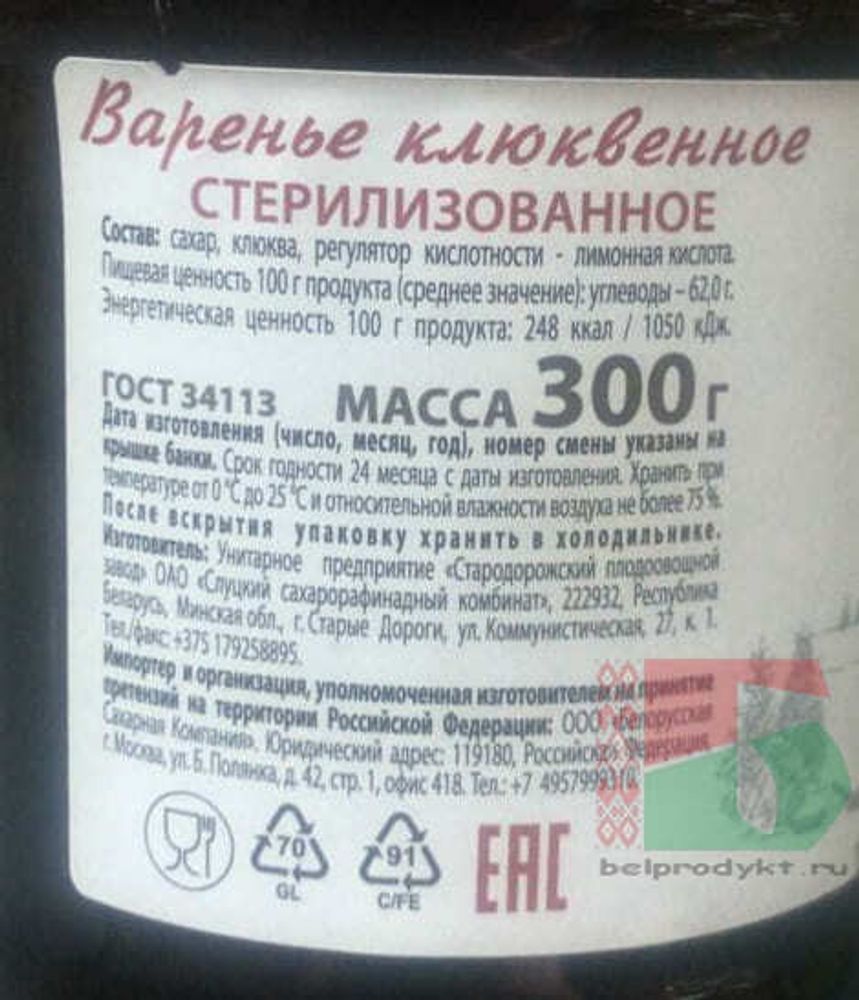 Варенье клюквенное
СТЕРИЛИЗОВАННОЕ
Состав: сахар, клюква, регулятор кислотности - лимонная кислота.
Пищевая ценность 100 г продукта (среднее значение): углеводы – 62,0 г.
Энергетическая ценность 100 г продукта: 248 ккал / 1050 кДж.
ГОСТ 34113 МАССА 300 г
Дата изготовления (число, месяц, год), номер смены указаны на
крышке банки. Срок годности 24 месяца с даты изготовления. Хранить при
температуре от 0 °С до 25 °С и относительной влажности воздуха не более 75 %.
После вскрытия упаковку хранить в холодильнике.
Изготовитель: Унитарное предприятие «Стародорожский плодоовощной
завод» ОАО «Слуцкий сахарорафинадный комбинат», 222932, Республика
Беларусь, Минская обл., г. Старые Дороги, ул. Коммунистическая, 27, к. 1.
Тел./факс: +375 179258895.
Импортер и организация, уполномоченная изготовителем на принятие
претензий на территории Российской Федерации: ООО «Белорусская
Сахарная Компания». Юридический адрес: 119180, Российская Федерация,
г. Москва, ул. Б. Полянка, д. 42, стр. 1, офис 418. Тел.: +7 4957999310.
70 91 EAC
GL C/FE
belprodykt.ru